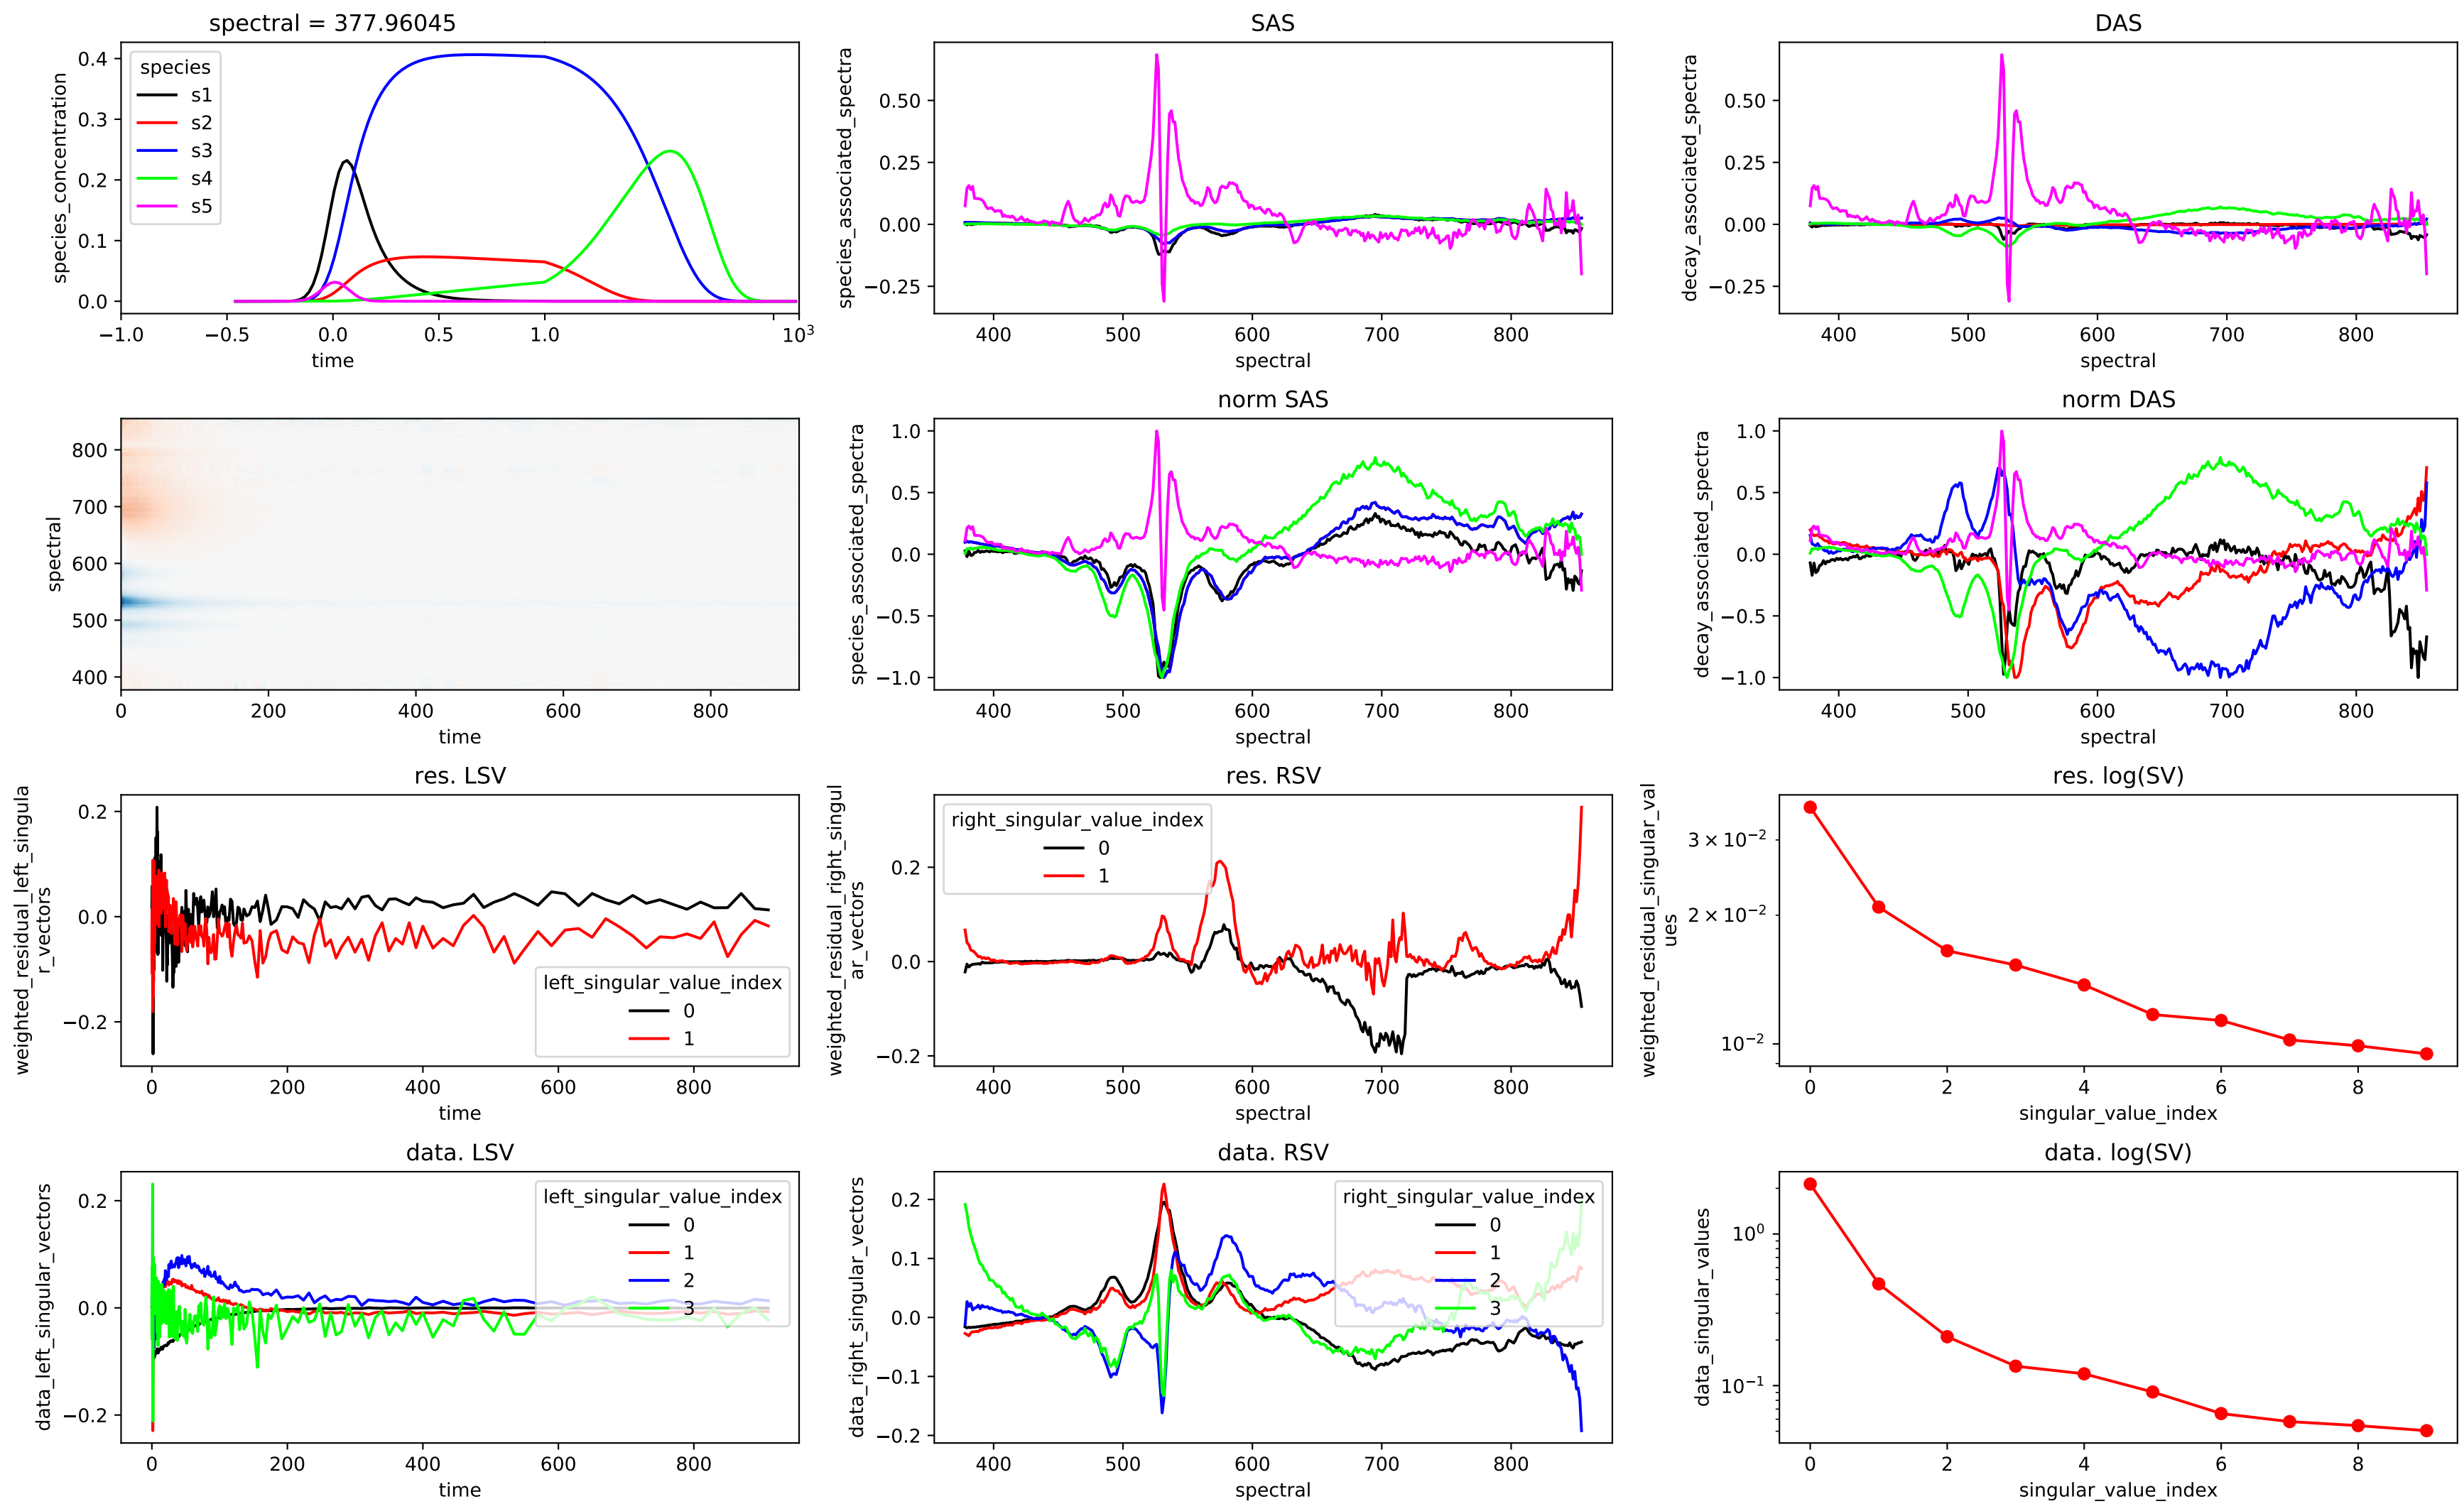 spectral = 377.96045
species_concentration
0.4
0.3
0.2
0.1
0.0
species
s1
s2
s3
s4
s5
−1.0 −0.5 0.0 0.5 1.0 10³
time
SAS
species_associated_spectra
0.50
0.25
0.00
−0.25
400 500 600 700 800
spectral
DAS
decay_associated_spectra
0.50
0.25
0.00
−0.25
400 500 600 700 800
spectral
spectral
800
700
600
500
400
0 200 400 600 800
time
norm SAS
species_associated_spectra
1.0
0.5
0.0
−0.5
−1.0
400 500 600 700 800
spectral
norm DAS
decay_associated_spectra
1.0
0.5
0.0
−0.5
−1.0
400 500 600 700 800
spectral
res. LSV
weighted_residual_left_singula
r_vectors
0.2
0.0
−0.2
left_singular_value_index
0
1
0 200 400 600 800
time
res. RSV
weighted_residual_right_singul
ar_vectors
0.2
0.0
−0.2
right_singular_value_index
0
1
400 500 600 700 800
spectral
res. log(SV)
weighted_residual_singular_val
ues
3 × 10⁻²
2 × 10⁻²
10⁻²
0 2 4 6 8
singular_value_index
data. LSV
data_left_singular_vectors
0.2
0.0
−0.2
left_singular_value_index
0
1
2
3
0 200 400 600 800
time
data. RSV
data_right_singular_vectors
0.2
0.1
0.0
−0.1
−0.2
right_singular_value_index
0
1
2
3
400 500 600 700 800
spectral
data. log(SV)
data_singular_values
10⁰
10⁻¹
0 2 4 6 8
singular_value_index